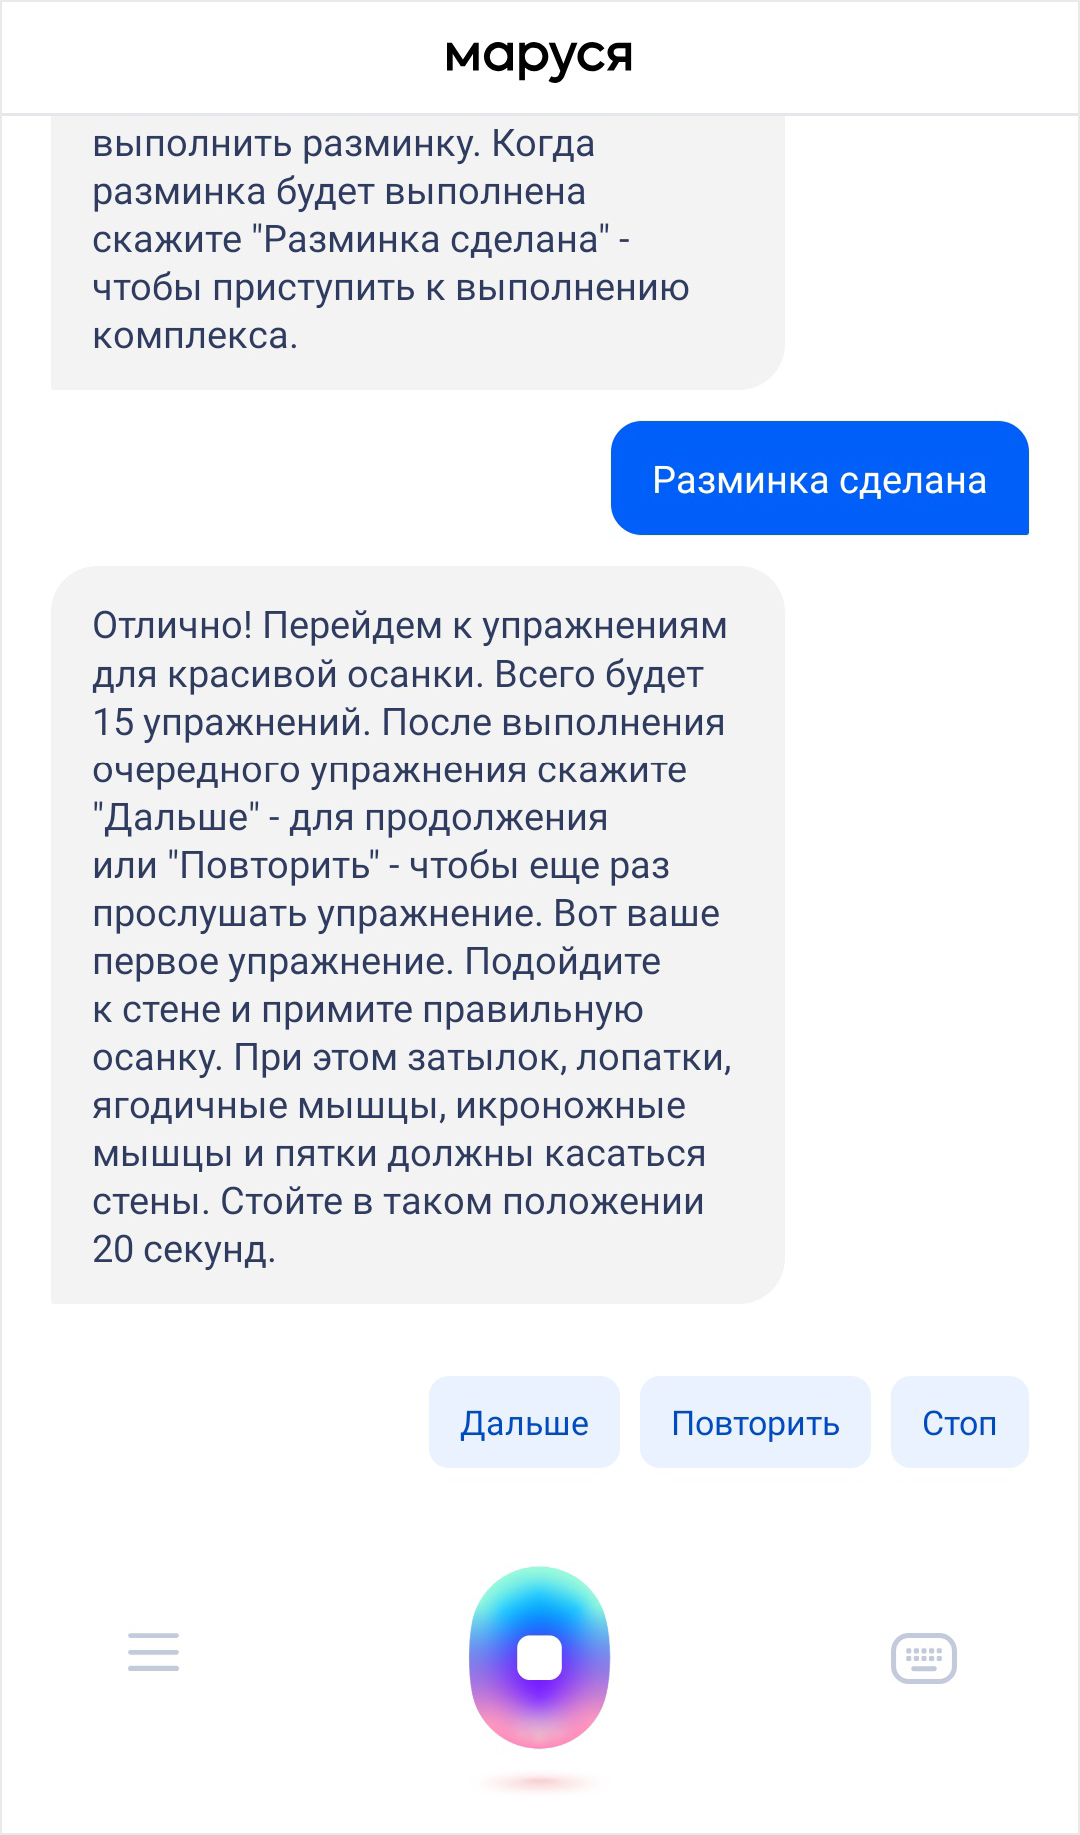 маруся
выполнить разминку. Когда
разминка будет выполнена
скажите "Разминка сделана" -
чтобы приступить к выполнению
комплекса.
Разминка сделана
Отлично! Перейдем к упражнениям
для красивой осанки. Всего будет
15 упражнений. После выполнения
очередного упражнения скажите
"Дальше" - для продолжения
или "Повторить" - чтобы еще раз
прослушать упражнение. Вот ваше
первое упражнение. Подойдите
к стене и примите правильную
осанку. При этом затылок, лопатки,
ягодичные мышцы, икроножные
мышцы и пятки должны касаться
стены. Стойте в таком положении
20 секунд.
Дальше
Повторить
Стоп